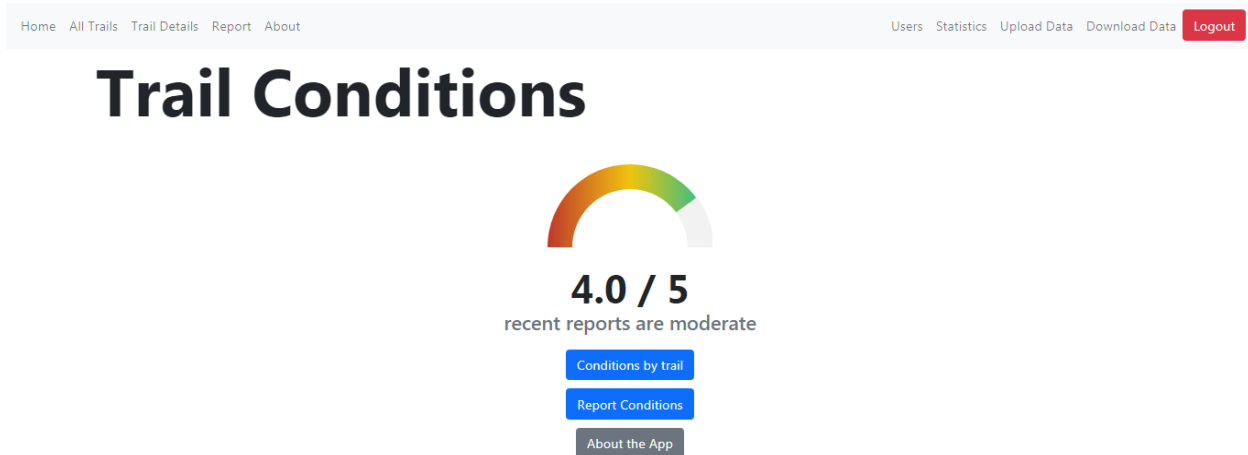 Home All Trails Trail Details Report About Users Statistics Upload Data Download Data Logout
Trail Conditions
4.0 / 5
recent reports are moderate
Conditions by trail
Report Conditions
About the App